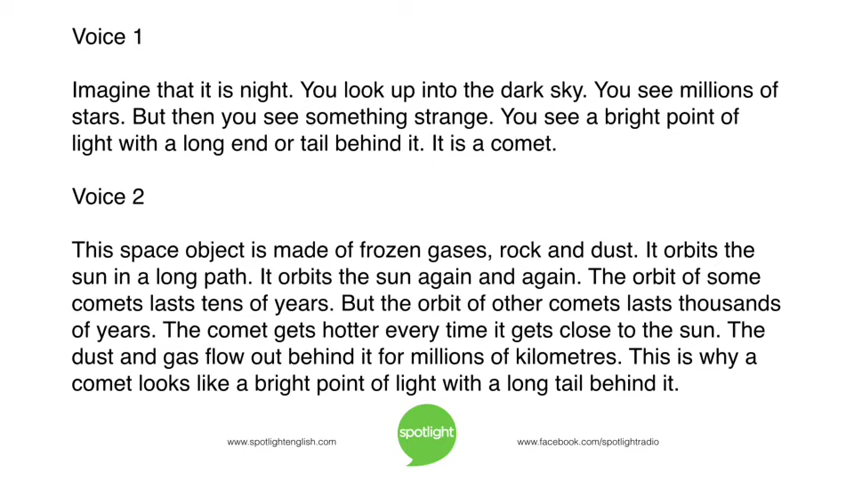 Voice 1
Imagine that it is night. You look up into the dark sky. You see millions of
stars. But then you see something strange. You see a bright point of
light with a long end or tail behind it. It is a comet.
Voice 2
This space object is made of frozen gases, rock and dust. It orbits the
sun in a long path. It orbits the sun again and again. The orbit of some
comets lasts tens of years. But the orbit of other comets lasts thousands
of years. The comet gets hotter every time it gets close to the sun. The
dust and gas flow out behind it for millions of kilometres. This is why a
comet looks like a bright point of light with a long tail behind it.
www.spotlightenglish.com
spotlight
www.facebook.com/spotlightradio